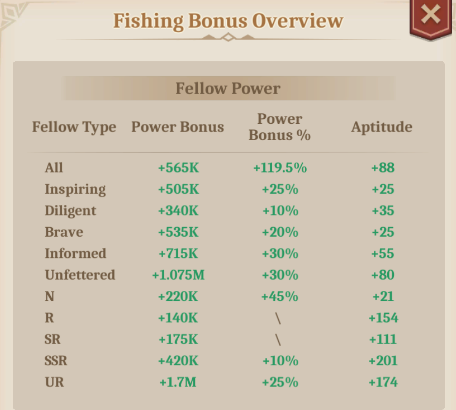 Fishing Bonus Overview
Fellow Power
Fellow Type Power Bonus Power Bonus % Aptitude
All +565K +119.5% +88
Inspiring +505K +25% +25
Diligent +340K +10% +35
Brave +535K +20% +25
Informed +715K +30% +55
Unfettered +1.075M +30% +80
N +220K +45% +21
R +140K \ +154
SR +175K \ +111
SSR +420K +10% +201
UR +1.7M +25% +174